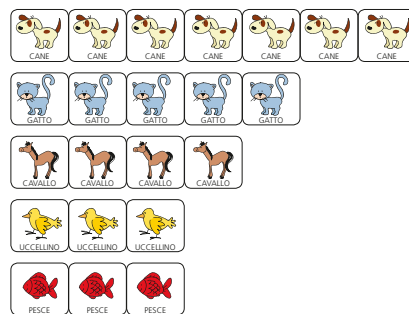 CANE CANE CANE CANE CANE CANE CANE
GATTO GATTO GATTO GATTO GATTO
CAVALLO CAVALLO CAVALLO CAVALLO
UCCELLINO UCCELLINO UCCELLINO
PESCE PESCE PESCE